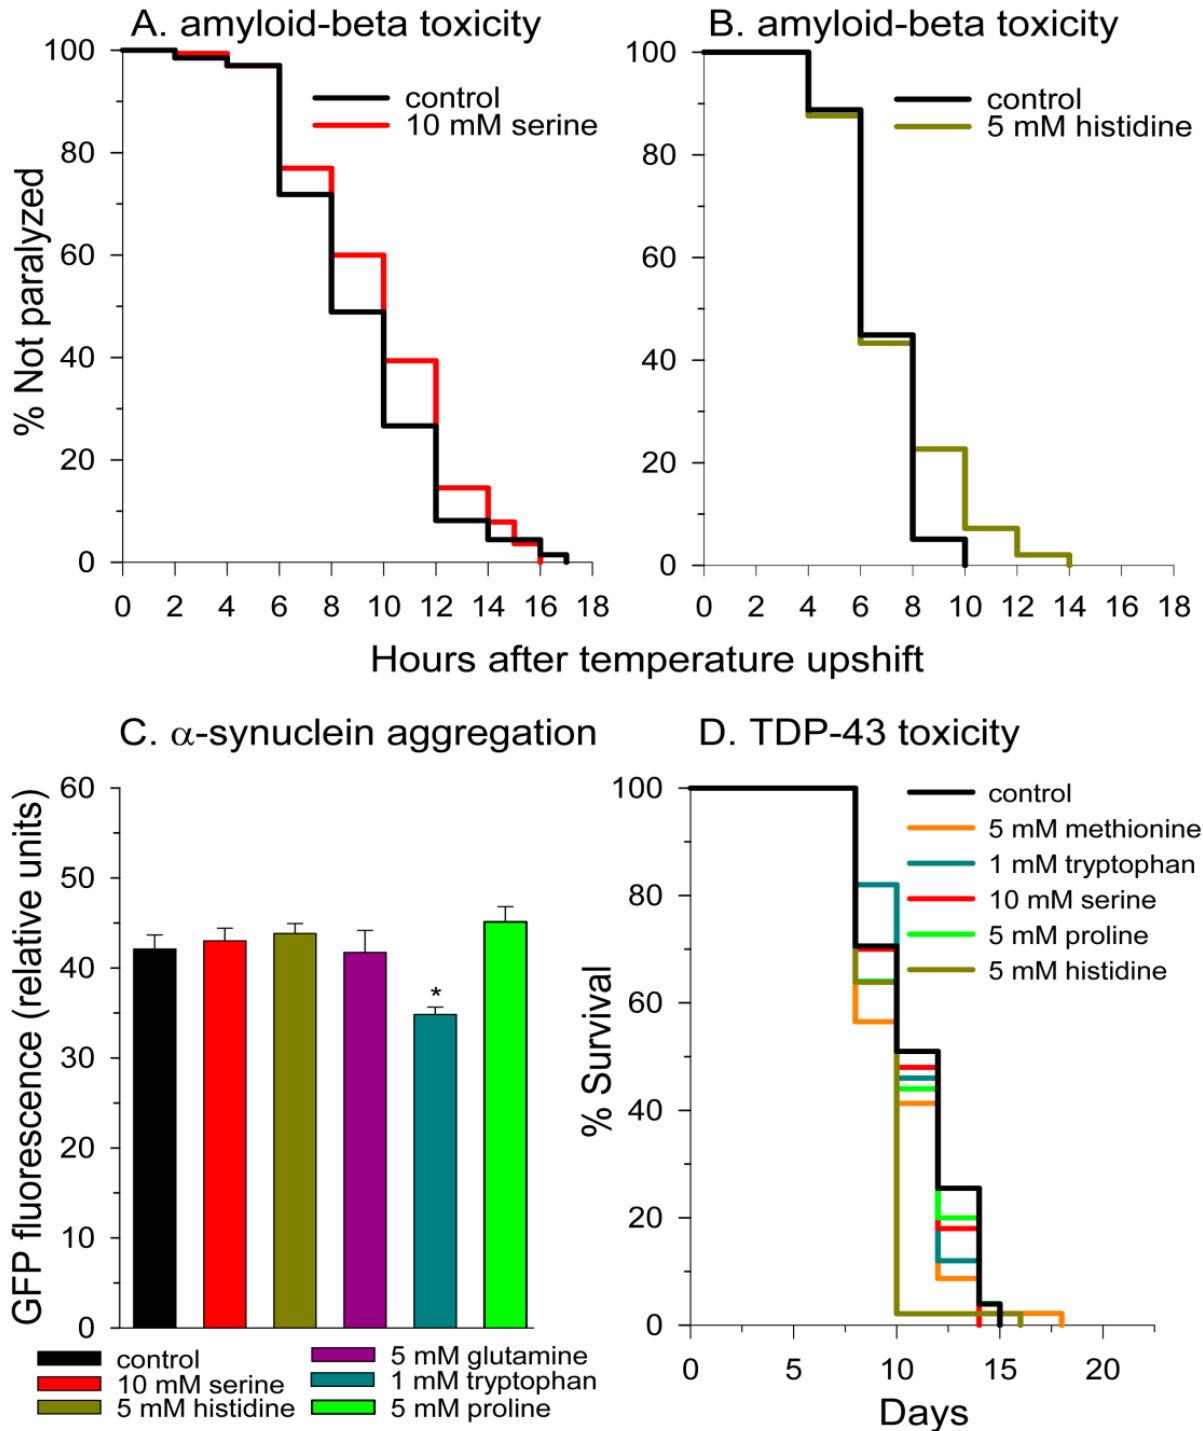 A. amyloid-beta toxicity
100
80
60
40
20
0
% Not paralyzed
control
10 mM serine
0 2 4 6 8 10 12 14 16 18
B. amyloid-beta toxicity
100
80
60
40
20
0
control
5 mM histidine
0 2 4 6 8 10 12 14 16 18
Hours after temperature upshift
C. α-synuclein aggregation
GFP fluorescence (relative units)
60
50
40
30
20
10
0
*
control
10 mM serine
5 mM histidine
5 mM glutamine
1 mM tryptophan
5 mM proline
D. TDP-43 toxicity
% Survival
100
80
60
40
20
0
control
5 mM methionine
1 mM tryptophan
10 mM serine
5 mM proline
5 mM histidine
0 5 10 15 20
Days